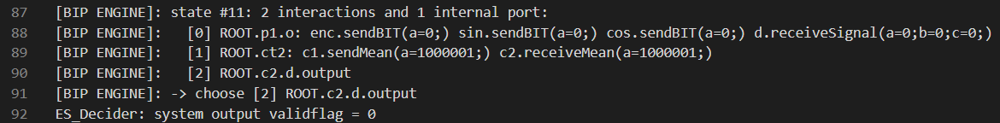 87 [BIP ENGINE]: state #11: 2 interactions and 1 internal port:
88 [BIP ENGINE]:   [0] ROOT.p1.o: enc.sendBIT(a=0;) sin.sendBIT(a=0;) cos.sendBIT(a=0;) d.receiveSignal(a=0;b=0;c=0;)
89 [BIP ENGINE]:   [1] ROOT.ct2: c1.sendMean(a=1000001;) c2.receiveMean(a=1000001;)
90 [BIP ENGINE]:   [2] ROOT.c2.d.output
91 [BIP ENGINE]: -> choose [2] ROOT.c2.d.output
92 ES_Decider: system output validflag = 0